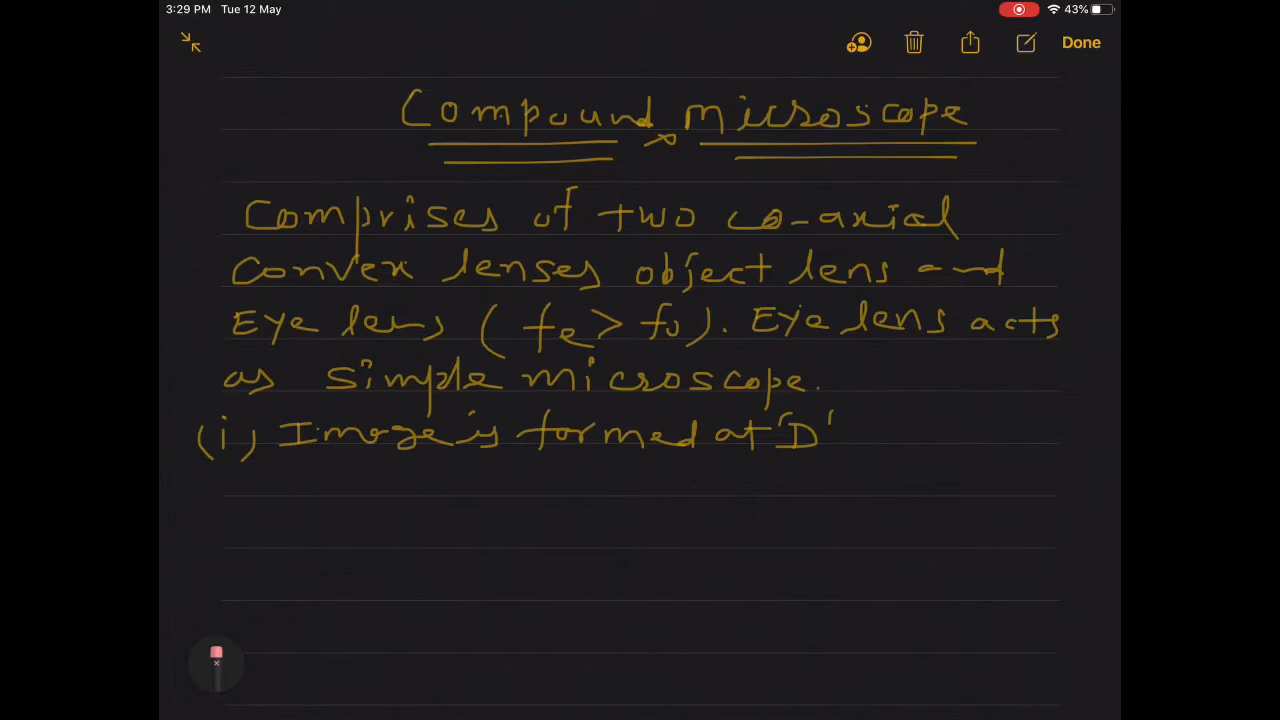 3:29 PM Tue 12 May 43%
Done
Compound Microscope
Comprises of two co-axial
Convex lenses object lens and
Eye lens (fe > fo). Eye lens acts
as simple microscope.
(i) Image is formed at 'D'